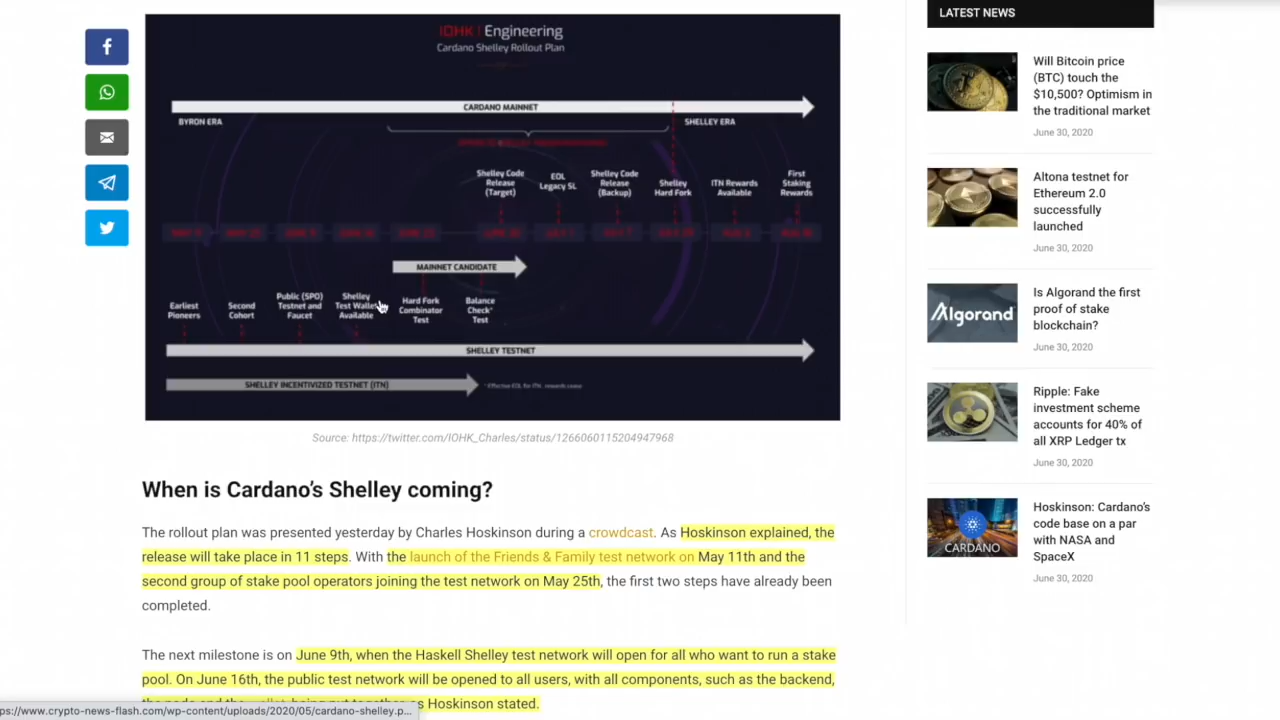 IOHK | Engineering
Cardano Shelley Rollout Plan
CARDANO MAINNET
BYRON ERA
SHELLEY ERA
Shelley Code
Release
(Target)
EOL
Legacy SL
Shelley Code
Release
(Backup)
Shelley
Hard Fork
ITN Rewards
Available
First
Staking
Rewards
MAINNET CANDIDATE
Earliest
Pioneers
Second
Cohort
Public (SPO)
Testnet and
Faucet
Shelley
Test Wallet
Available
Hard Fork
Combinator
Test
Balance
Check*
Test
SHELLEY TESTNET
SHELLEY INCENTIVIZED TESTNET (ITN)
Source: https://twitter.com/IOHK_Charles/status/1266060115204947968
When is Cardano's Shelley coming?
The rollout plan was presented yesterday by Charles Hoskinson during a crowdcast. As Hoskinson explained, the
release will take place in 11 steps. With the launch of the Friends & Family test network on May 11th and the
second group of stake pool operators joining the test network on May 25th, the first two steps have already been
completed.
The next milestone is on June 9th, when the Haskell Shelley test network will open for all who want to run a stake
pool. On June 16th, the public test network will be opened to all users, with all components, such as the backend,
as Hoskinson stated.
ps://www.crypto-news-flash.com/wp-content/uploads/2020/05/cardano-shelley.p...
LATEST NEWS
Will Bitcoin price
(BTC) touch the
$10,500? Optimism in
the traditional market
June 30, 2020
Altona testnet for
Ethereum 2.0
successfully
launched
June 30, 2020
Algorand
Is Algorand the first
proof of stake
blockchain?
June 30, 2020
Ripple: Fake
investment scheme
accounts for 40% of
all XRP Ledger tx
June 30, 2020
CARDANO
Hoskinson: Cardano's
code base on a par
with NASA and
SpaceX
June 30, 2020